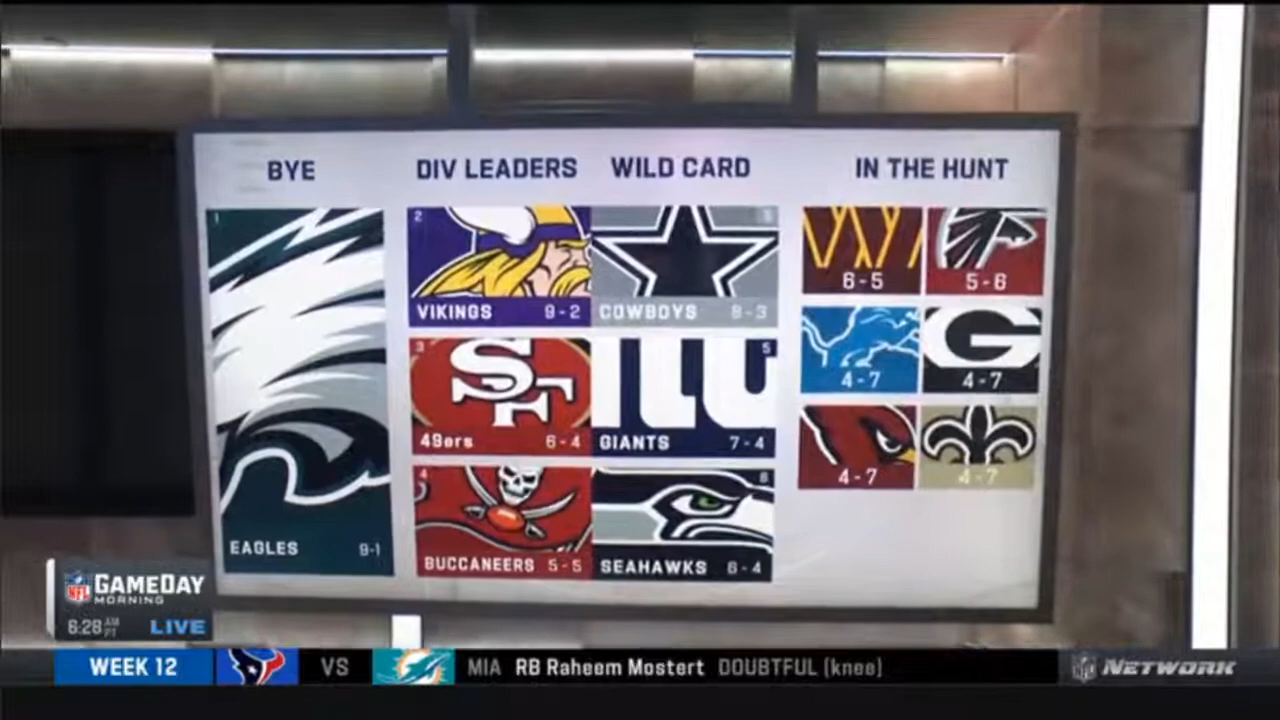 BYE
DIV LEADERS
WILD CARD
IN THE HUNT
1
EAGLES 9-1
2
VIKINGS 9-2
COWBOYS 8-3
6-5
5-6
3
SF
49ers 6-4
5
GIANTS 7-4
4-7
G
4-7
4
BUCCANEERS 5-5
6
SEAHAWKS 6-4
4-7
4-7
NFL
GAMEDAY
MORNING
6:28 AM PT LIVE
WEEK 12 VS MIA RB Raheem Mostert DOUBTFUL (knee) NFL NETWORK